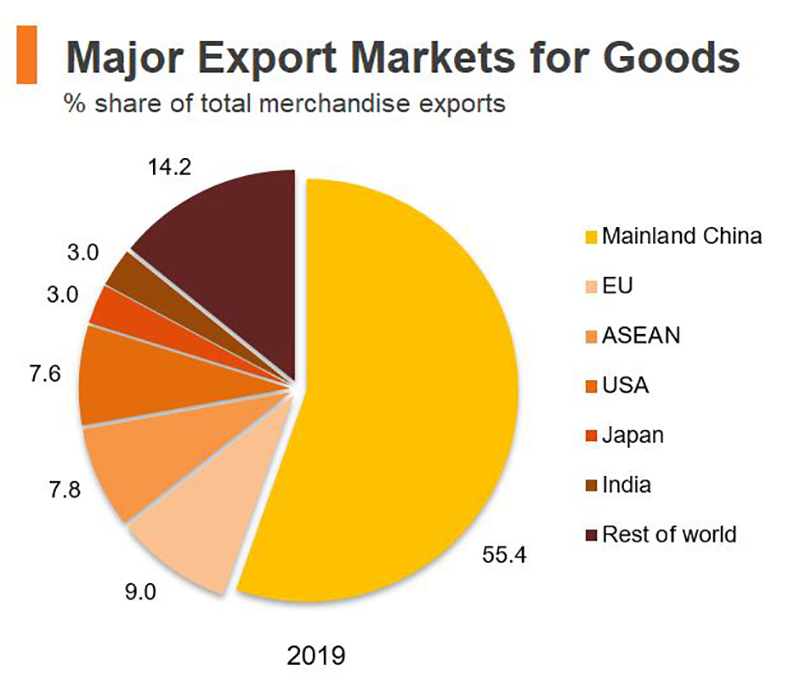 Major Export Markets for Goods
% share of total merchandise exports
14.2
3.0
3.0
7.6
7.8
9.0
55.4
Mainland China
EU
ASEAN
USA
Japan
India
Rest of world
2019